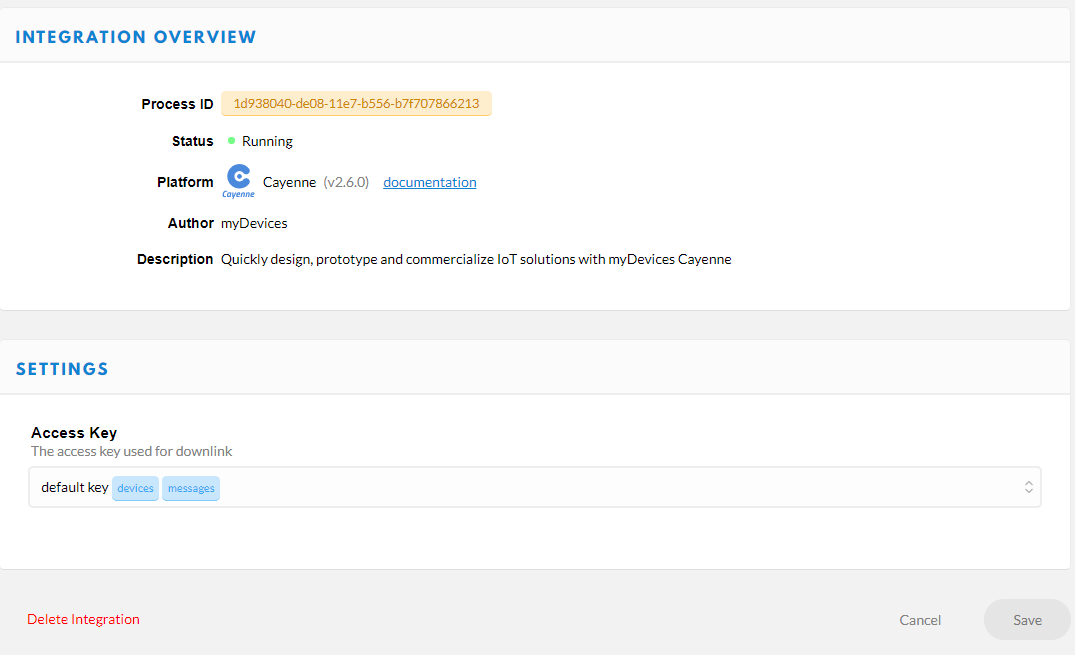 INTEGRATION OVERVIEW
Process ID 1d938040-de08-11e7-b556-b7f707866213
Status Running
Platform Cayenne Cayenne (v2.6.0) documentation
Author myDevices
Description Quickly design, prototype and commercialize IoT solutions with myDevices Cayenne
SETTINGS
Access Key
The access key used for downlink
default key devices messages
Delete Integration Cancel Save